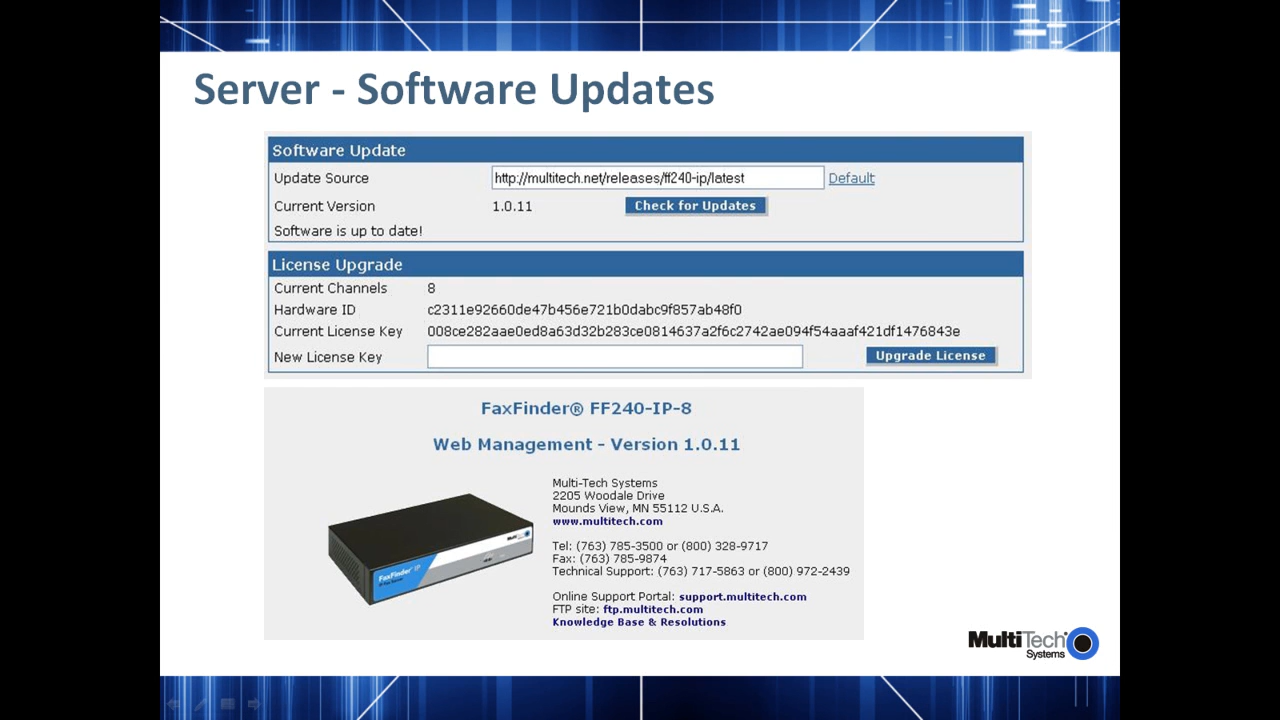 Server - Software Updates
Software Update
Update Source http://multitech.net/releases/ff240-ip/latest Default
Current Version 1.0.11 Check for Updates
Software is up to date!
License Upgrade
Current Channels 8
Hardware ID c2311e92660de47b456e721b0dabc9f857ab48f0
Current License Key 008ce282aae0ed8a63d32b283ce0814637a2f6c2742ae094f54aaaf421df1476843e
New License Key Upgrade License
FaxFinder® FF240-IP-8
Web Management - Version 1.0.11
Multi-Tech Systems
2205 Woodale Drive
Mounds View, MN 55112 U.S.A.
www.multitech.com
Tel: (763) 785-3500 or (800) 328-9717
Fax: (763) 785-9874
Technical Support: (763) 717-5863 or (800) 972-2439
Online Support Portal: support.multitech.com
FTP site: ftp.multitech.com
Knowledge Base & Resolutions
MultiTech
FaxFinder® IP
MultiTech®
Systems